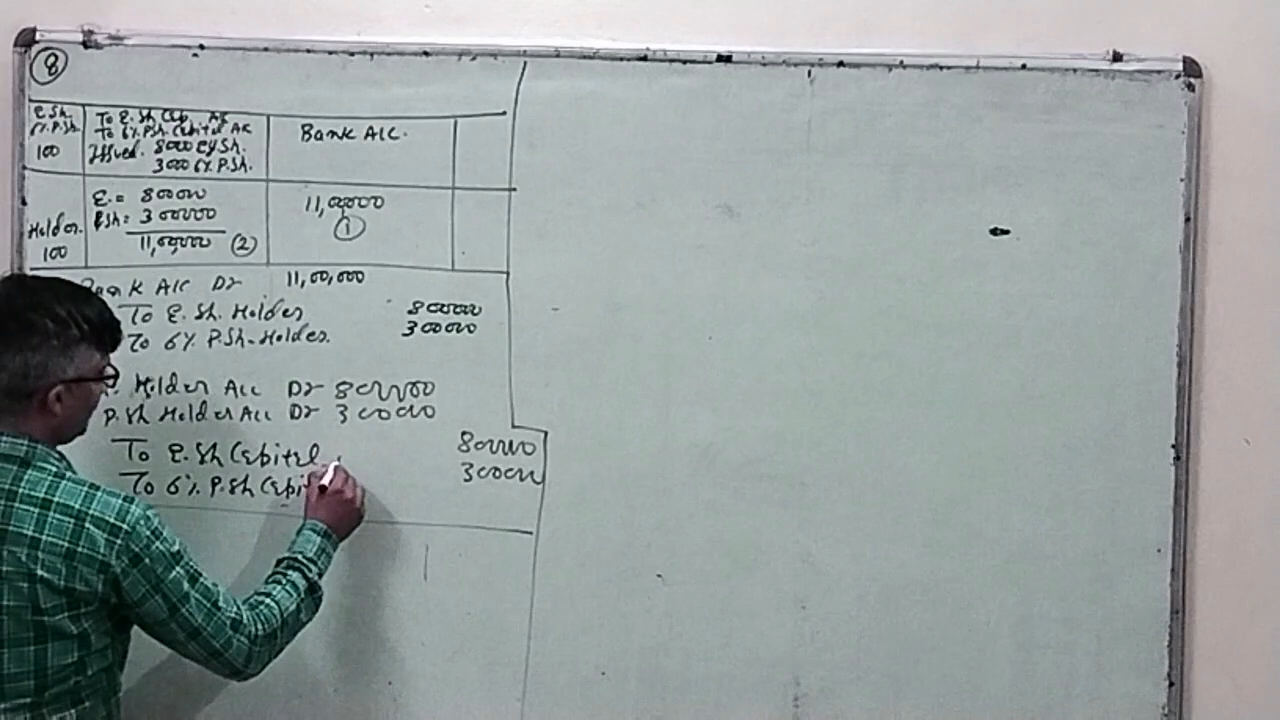 8
E.Sh. To E. Sh Cap. A/c
6% P.Sh. To 6% P.Sh. Capital A/c Bank A/C.
100 Issued. 8000 Eq Sh.
3000 6% P.Sh.
E. = 800000 11,00,000
P.Sh = 300000 1
Holder. 11,00,000 2
100
Bank A/C Dr 11,00,000
To E. Sh. Holder 800000
To 6% P.Sh. Holder. 300000
Holder A/c Dr 800000
P. Sh Holder A/c Dr 300000
To E. Sh Capital 800000
To 6% P. Sh Capi 300000